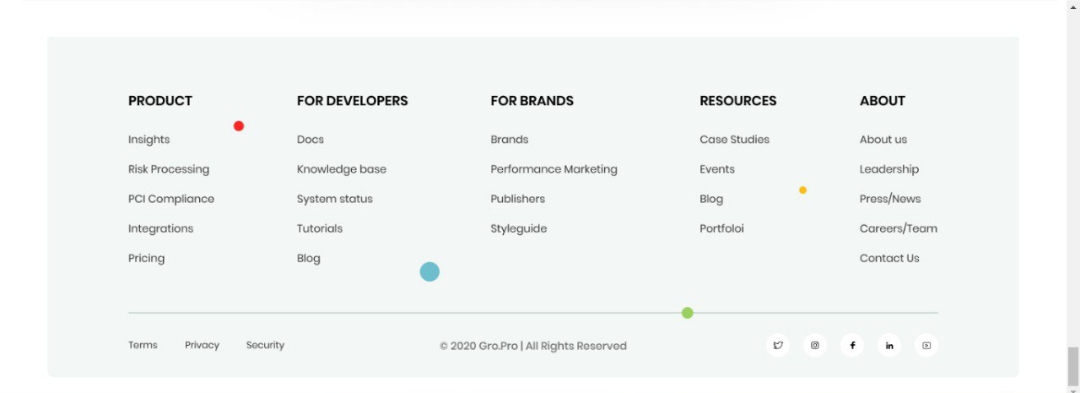 PRODUCT
Insights
Risk Processing
PCI Compliance
Integrations
Pricing
FOR DEVELOPERS
Docs
Knowledge base
System status
Tutorials
Blog
FOR BRANDS
Brands
Performance Marketing
Publishers
Styleguide
RESOURCES
Case Studies
Events
Blog
Portfoloi
ABOUT
About us
Leadership
Press/News
Careers/Team
Contact Us
Terms Privacy Security
© 2020 Gro.Pro | All Rights Reserved